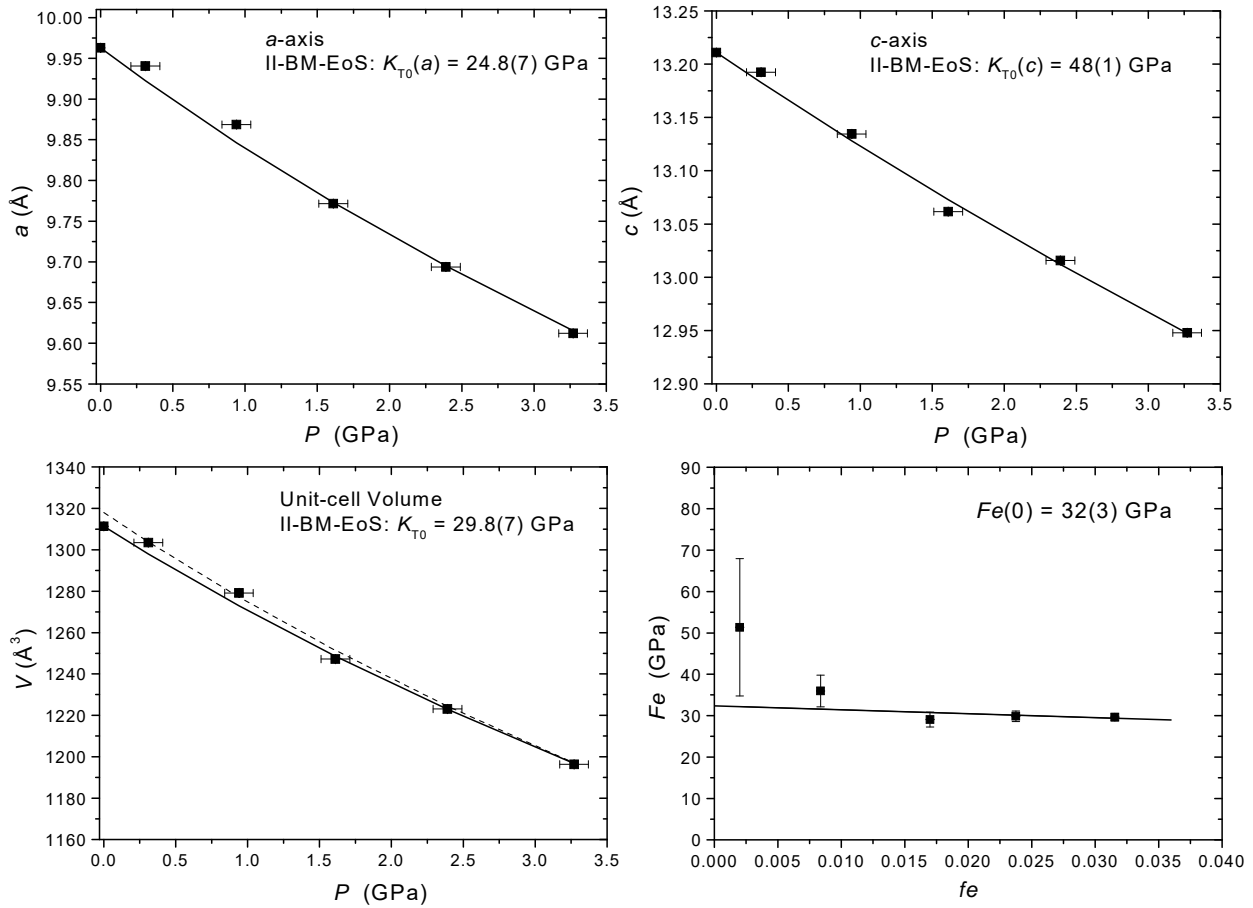 a-axis
II-BM-EoS: K_T0(a) = 24.8(7) GPa
10.00
9.95
9.90
9.85
9.80
9.75
9.70
9.65
9.60
9.55
a (Å)
0.0 0.5 1.0 1.5 2.0 2.5 3.0 3.5
P (GPa)
c-axis
II-BM-EoS: K_T0(c) = 48(1) GPa
13.25
13.20
13.15
13.10
13.05
13.00
12.95
12.90
c (Å)
0.0 0.5 1.0 1.5 2.0 2.5 3.0 3.5
P (GPa)
Unit-cell Volume
II-BM-EoS: K_T0 = 29.8(7) GPa
1340
1320
1300
1280
1260
1240
1220
1200
1180
1160
V (Å³)
0.0 0.5 1.0 1.5 2.0 2.5 3.0 3.5
P (GPa)
Fe(0) = 32(3) GPa
90
80
70
60
50
40
30
20
10
0
Fe (GPa)
0.000 0.005 0.010 0.015 0.020 0.025 0.030 0.035 0.040
fe